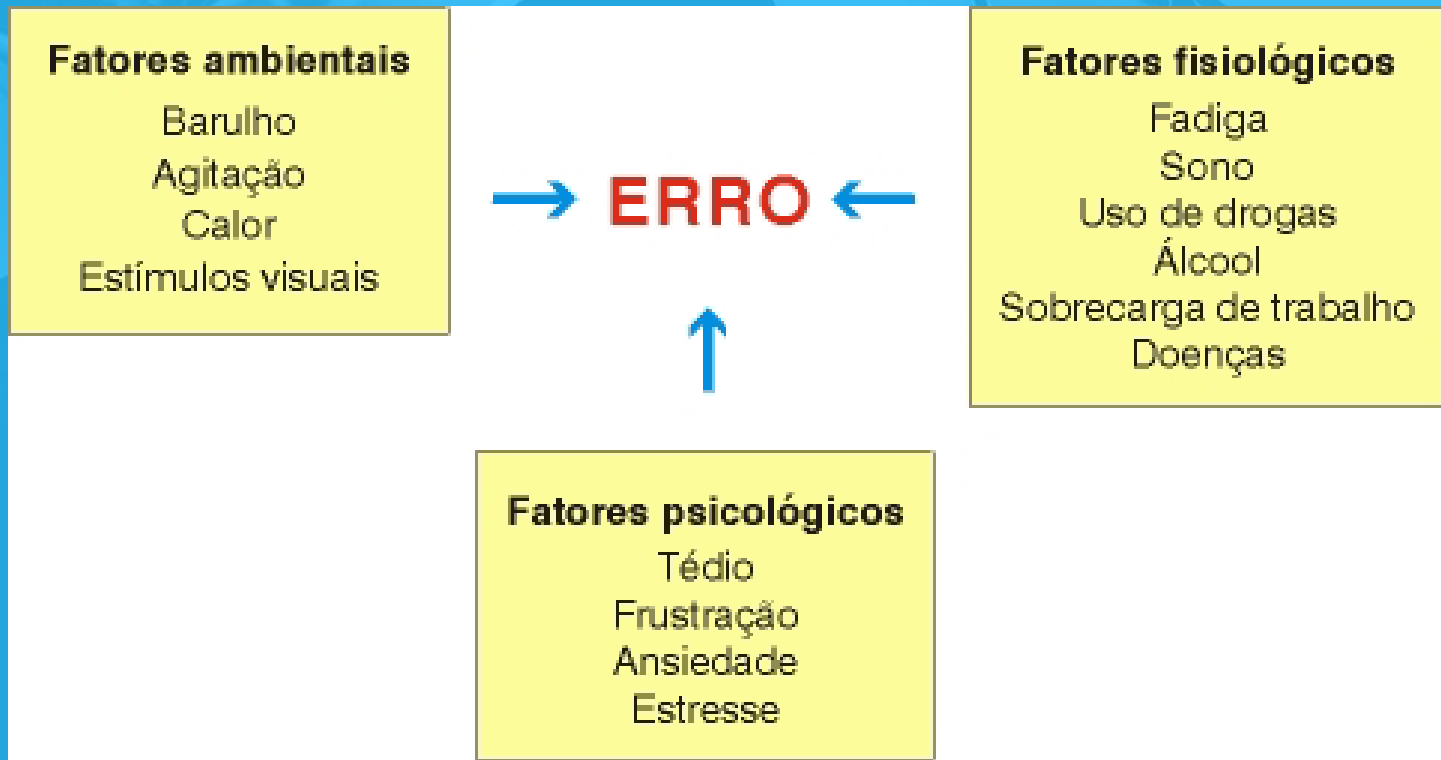 Fatores ambientais
Barulho
Agitação
Calor
Estímulos visuais
ERRO
Fatores fisiológicos
Fadiga
Sono
Uso de drogas
Álcool
Sobrecarga de trabalho
Doenças
Fatores psicológicos
Tédio
Frustração
Ansiedade
Estresse